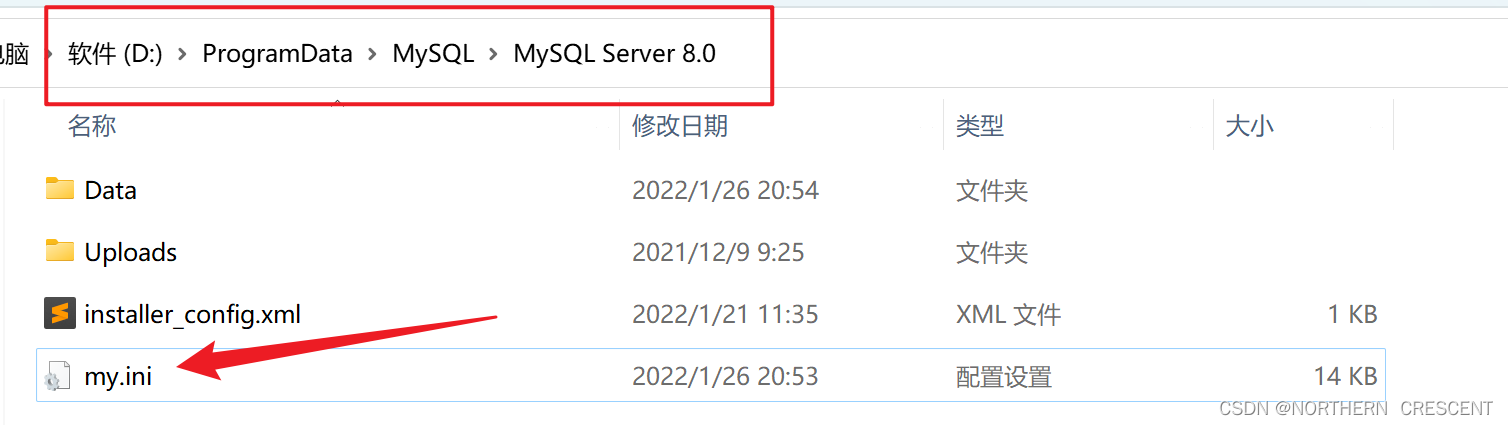 电脑 > 软件 (D:) > ProgramData > MySQL > MySQL Server 8.0
名称 修改日期 类型 大小
Data 2022/1/26 20:54 文件夹
Uploads 2021/12/9 9:25 文件夹
installer_config.xml 2022/1/21 11:35 XML 文件 1 KB
my.ini 2022/1/26 20:53 配置设置 14 KB
CSDN @NORTHERN CRESCENT